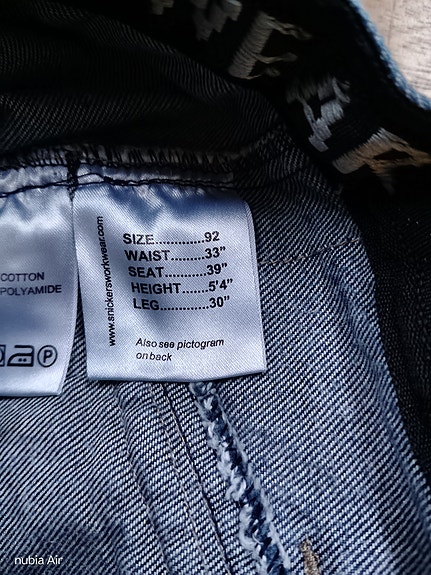 COTTON
POLYAMIDE
P
www.snickersworkwear.com
SIZE.............92
WAIST..........33"
SEAT............39"
HEIGHT.......5'4"
LEG...............30"
Also see pictogram
on back
nubia Air